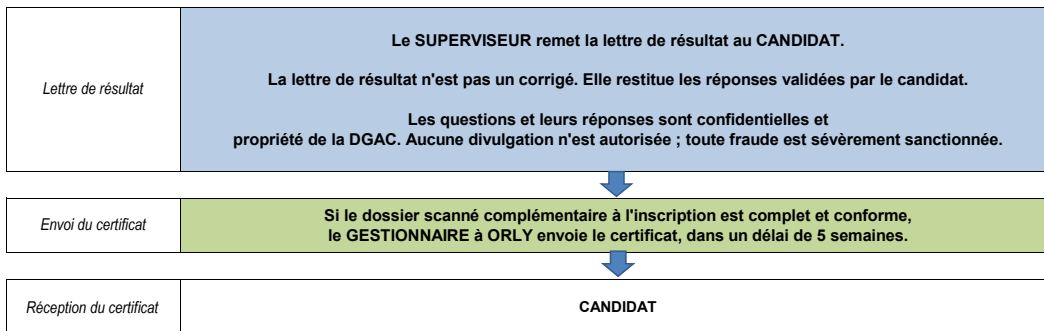 Lettre de résultat
Le SUPERVISEUR remet la lettre de résultat au CANDIDAT.
La lettre de résultat n'est pas un corrigé. Elle restitue les réponses validées par le candidat.
Les questions et leurs réponses sont confidentielles et
propriété de la DGAC. Aucune divulgation n'est autorisée ; toute fraude est sévèrement sanctionnée.
Envoi du certificat
Si le dossier scanné complémentaire à l'inscription est complet et conforme,
le GESTIONNAIRE à ORLY envoie le certificat, dans un délai de 5 semaines.
Réception du certificat
CANDIDAT